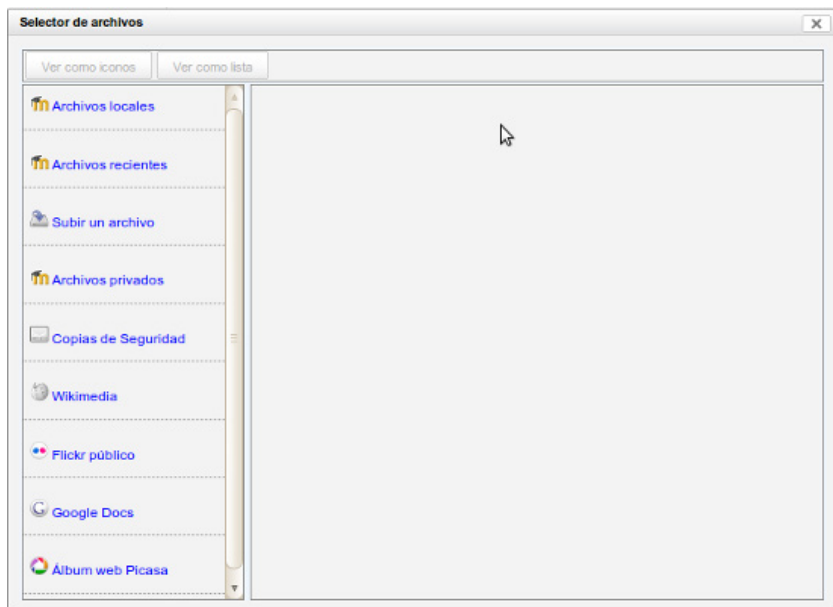 Selector de archivos
Ver como iconos Ver como lista
Archivos locales
Archivos recientes
Subir un archivo
Archivos privados
Copias de Seguridad
Wikimedia
Flickr público
Google Docs
Álbum web Picasa